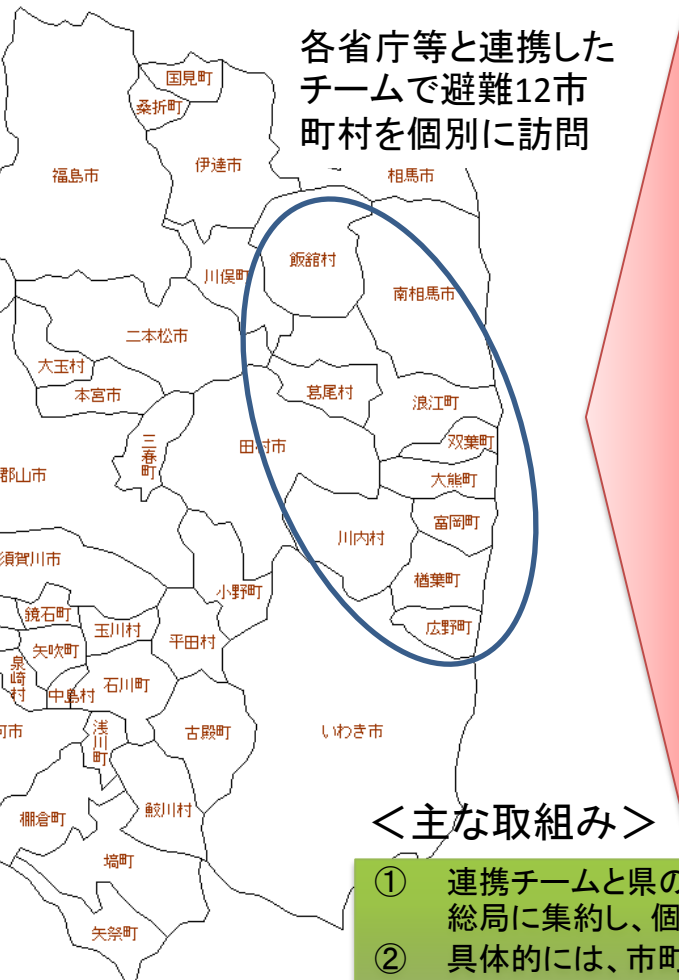 各省庁等と連携した
チームで避難12市
町村を個別に訪問
国見町
桑折町
伊達市
福島市
相馬市
飯舘村
川俣町
南相馬市
二本松市
大玉村
本宮市
葛尾村
浪江町
三春町
田村市
双葉町
大熊町
郡山市
富岡町
川内村
須賀川市
楢葉町
小野町
鏡石町
玉川村
平田村
広野町
矢吹町
泉崎村
中島村
石川町
浅川町
古殿町
いわき市
河市
棚倉町
鮫川村
塙町
矢祭町
＜主な取組み＞
① 連携チームと県の
総局に集約し、個
② 具体的には、市町